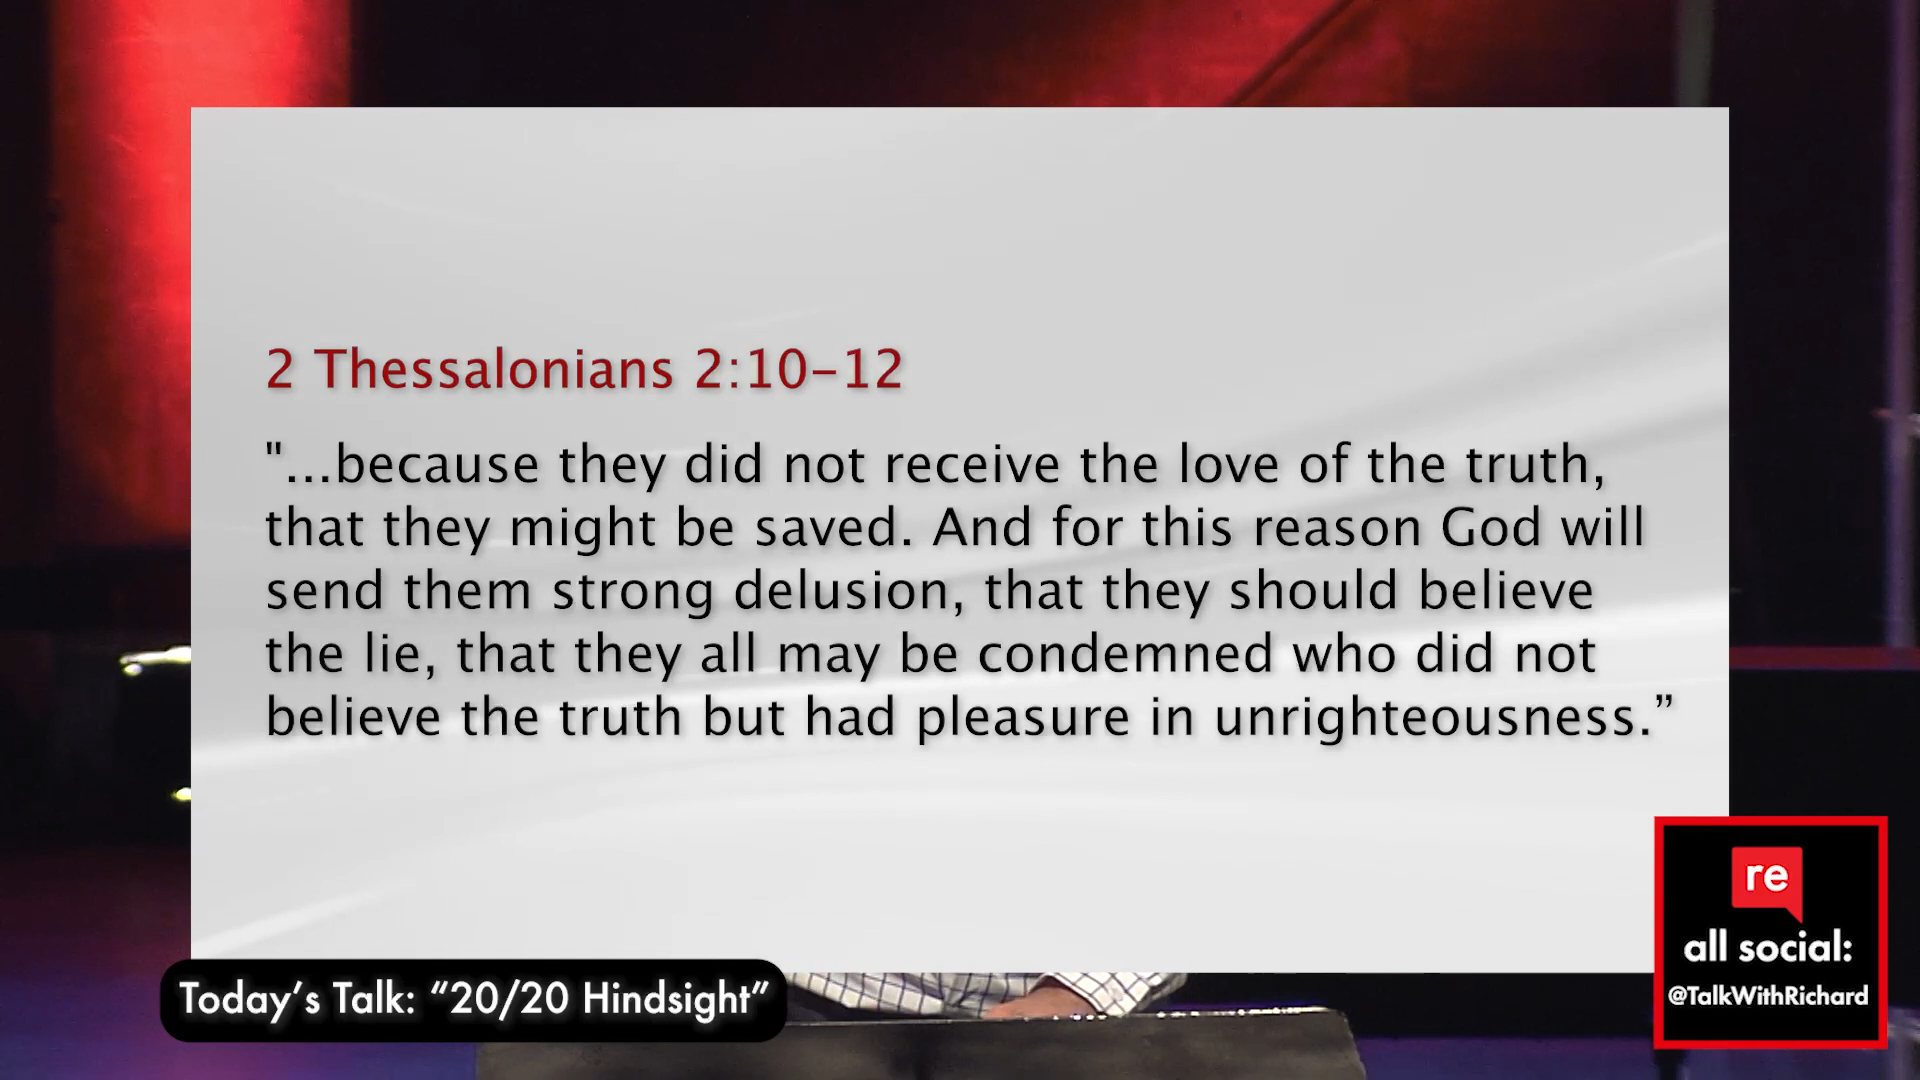 2 Thessalonians 2:10–12
"...because they did not receive the love of the truth,
that they might be saved. And for this reason God will
send them strong delusion, that they should believe
the lie, that they all may be condemned who did not
believe the truth but had pleasure in unrighteousness.”
Today’s Talk: “20/20 Hindsight”
re
all social:
@TalkWithRichard